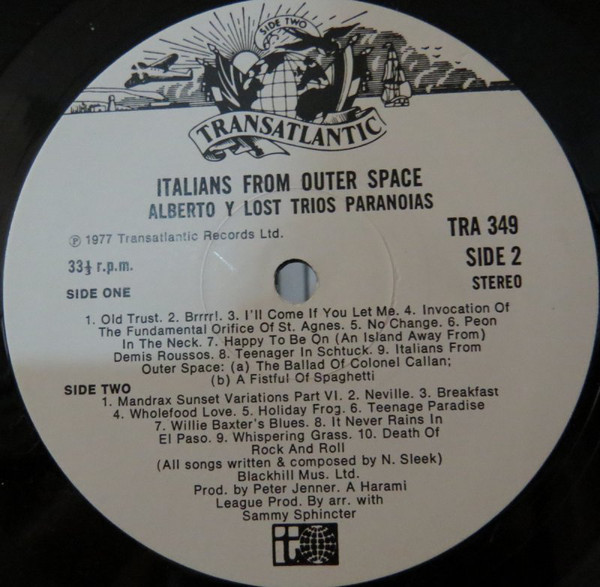 SIDE TWO
TRANSATLANTIC
ITALIANS FROM OUTER SPACE
ALBERTO Y LOST TRIOS PARANOIAS
℗ 1977 Transatlantic Records Ltd.
TRA 349
33⅓ r.p.m.
SIDE 2
STEREO
SIDE ONE
1. Old Trust. 2. Brrrr!. 3. I'll Come If You Let Me. 4. Invocation Of
The Fundamental Orifice Of St. Agnes. 5. No Change. 6. Peon
In The Neck. 7. Happy To Be On (An Island Away From)
Demis Roussos. 8. Teenager In Schtuck. 9. Italians From
Outer Space: (a) The Ballad Of Colonel Callan;
(b) A Fistful Of Spaghetti
SIDE TWO
1. Mandrax Sunset Variations Part VI. 2. Neville. 3. Breakfast
4. Wholefood Love. 5. Holiday Frog. 6. Teenage Paradise
7. Willie Baxter's Blues. 8. It Never Rains In
El Paso. 9. Whispering Grass. 10. Death Of
Rock And Roll
(All songs written & composed by N. Sleek)
Blackhill Mus. Ltd.
Prod. by Peter Jenner. A Harami
League Prod. By arr. with
Sammy Sphincter
it